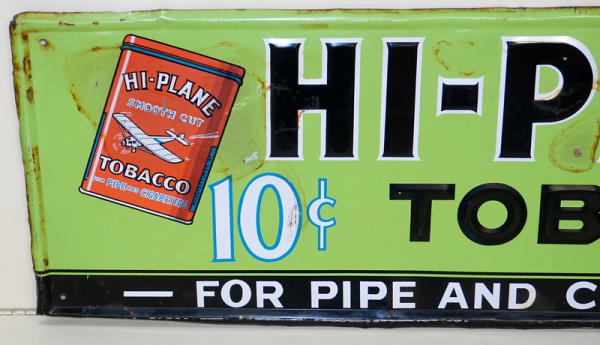 HI-PLANE
SMOOTH CUT
TOBACCO
FOR PIPE AND CIGARETTES
HI-P
10¢ TOB
— FOR PIPE AND C